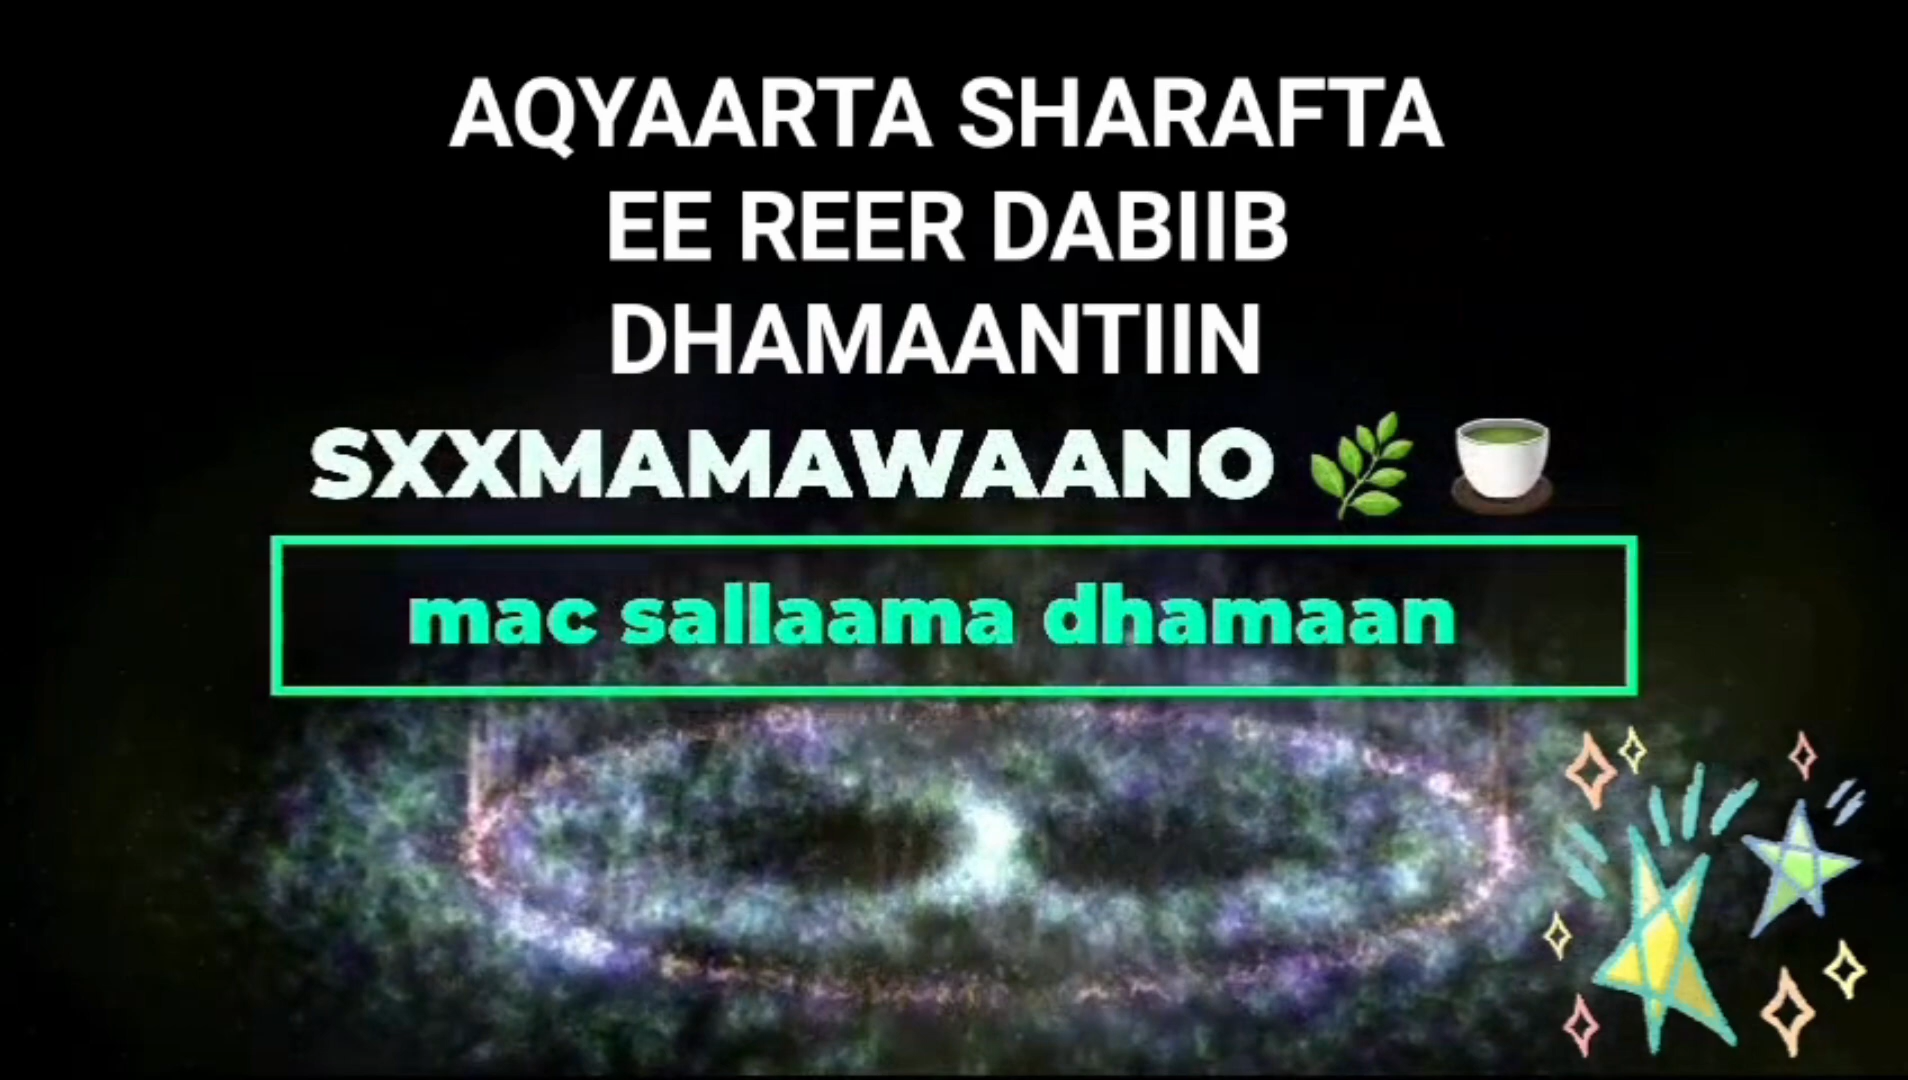 AQYAARTA SHARAFTA
EE REER DABIIB
DHAMAANTIIN
SXXMAMAWAANO 🌿 🍵
mac sallaama dhamaan